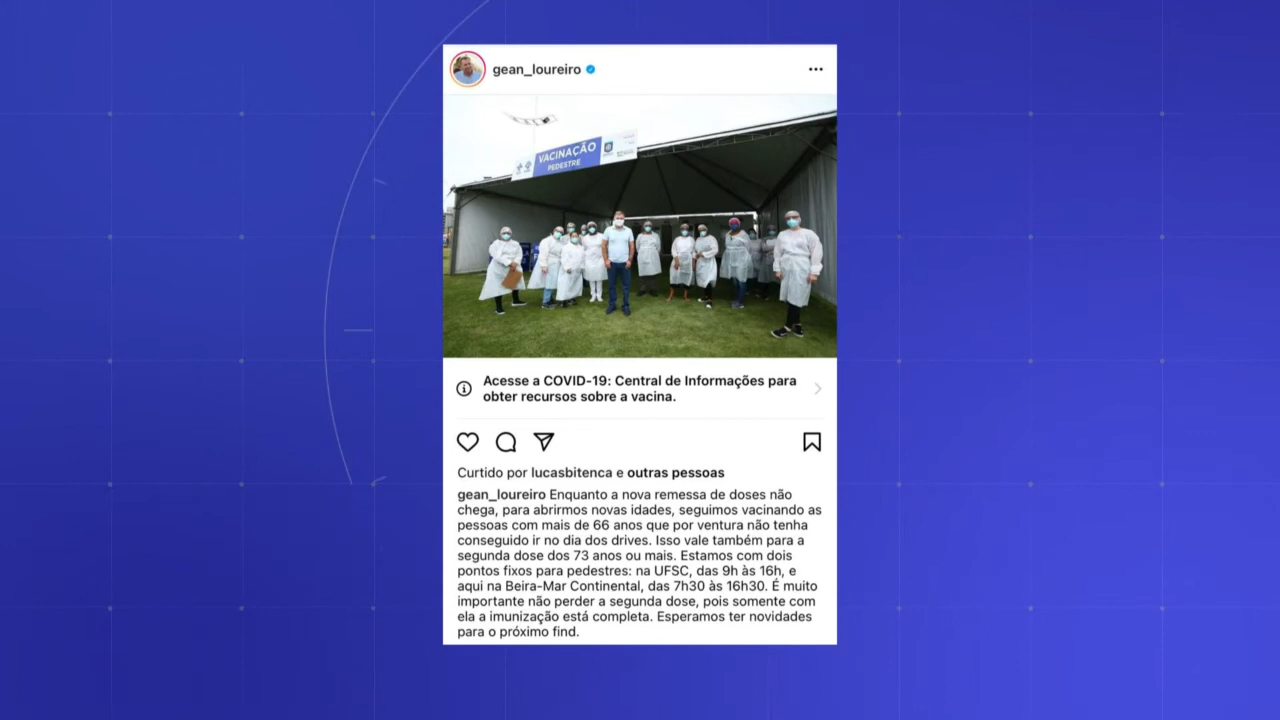 gean_loureiro
VACINAÇÃO
PEDESTRE
Acesse a COVID-19: Central de Informações para
obter recursos sobre a vacina.
Curtido por lucasbitenca e outras pessoas
gean_loureiro Enquanto a nova remessa de doses não
chega, para abrirmos novas idades, seguimos vacinando as
pessoas com mais de 66 anos que por ventura não tenha
conseguido ir no dia dos drives. Isso vale também para a
segunda dose dos 73 anos ou mais. Estamos com dois
pontos fixos para pedestres: na UFSC, das 9h às 16h, e
aqui na Beira-Mar Continental, das 7h30 às 16h30. É muito
importante não perder a segunda dose, pois somente com
ela a imunização está completa. Esperamos ter novidades
para o próximo find.